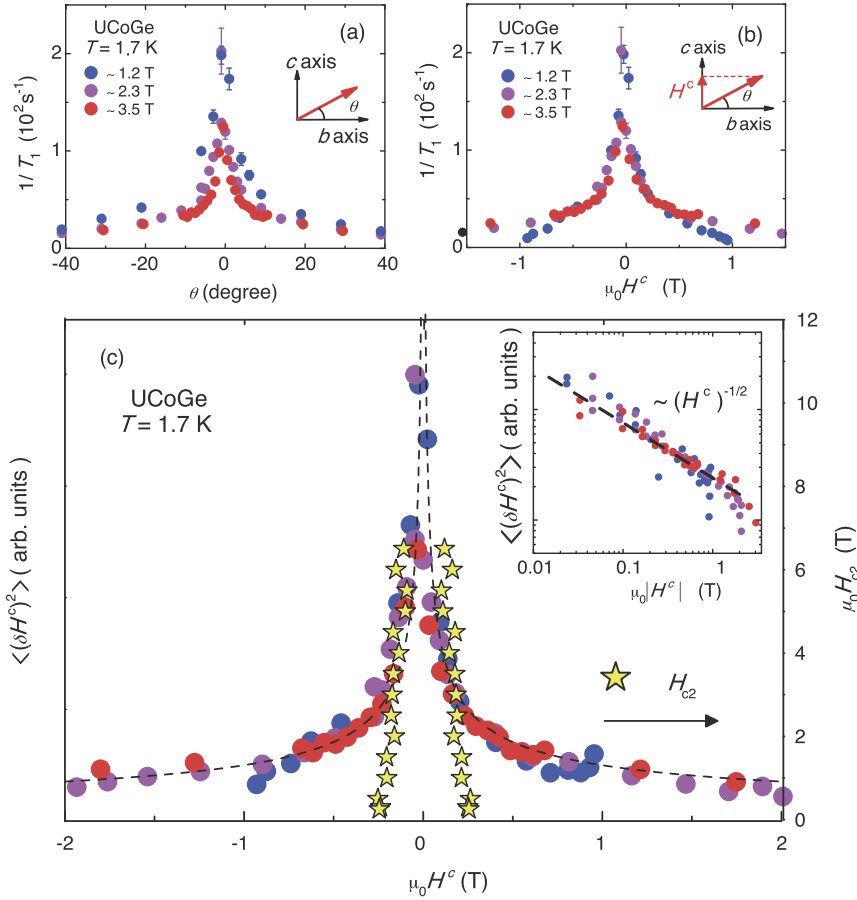 (a)
UCoGe
T = 1.7 K
~ 1.2 T
~ 2.3 T
~ 3.5 T
c axis
θ
b axis
1/T₁ (10² s⁻¹)
2
1
0
-40 -20 0 20 40
θ (degree)
(b)
UCoGe
T = 1.7 K
~ 1.2 T
~ 2.3 T
~ 3.5 T
c axis
Hᶜ
θ
b axis
1/T₁ (10² s⁻¹)
2
1
0
-1 0 1
μ₀Hᶜ (T)
(c)
UCoGe
T = 1.7 K
<(δHᶜ)²> ( arb. units )
-2 -1 0 1 2
μ₀Hᶜ (T)
12
10
8
6
4
2
0
μ₀H_c2 (T)
H_c2
<(δHᶜ)²> ( arb. units )
~ (Hᶜ )⁻¹/²
0.01 0.1 1
μ₀|Hᶜ| (T)